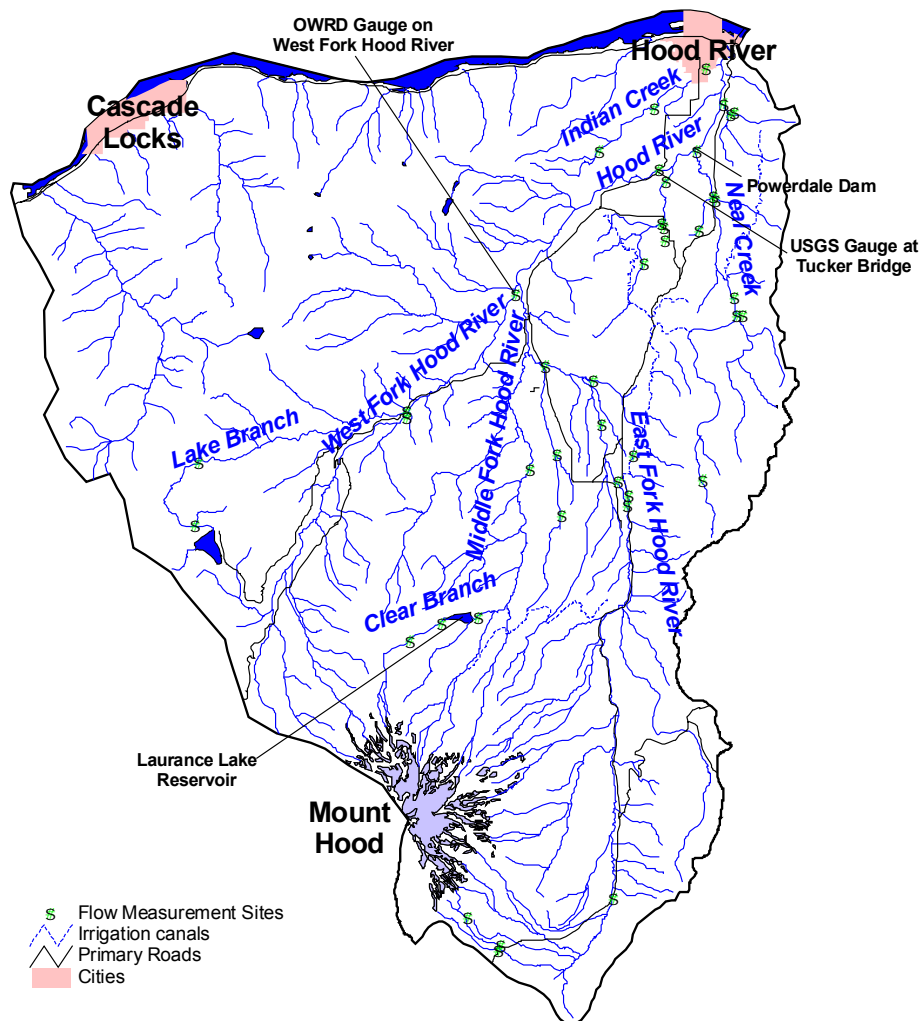 OWRD Gauge on
West Fork Hood River
Hood River
Cascade
Locks
Indian Creek
Hood River
Powerdale Dam
Neal Creek
USGS Gauge at
Tucker Bridge
West Fork Hood River
Middle Fork Hood River
Lake Branch
East Fork Hood River
Clear Branch
Laurance Lake
Reservoir
Mount
Hood
S Flow Measurement Sites
Irrigation canals
Primary Roads
Cities